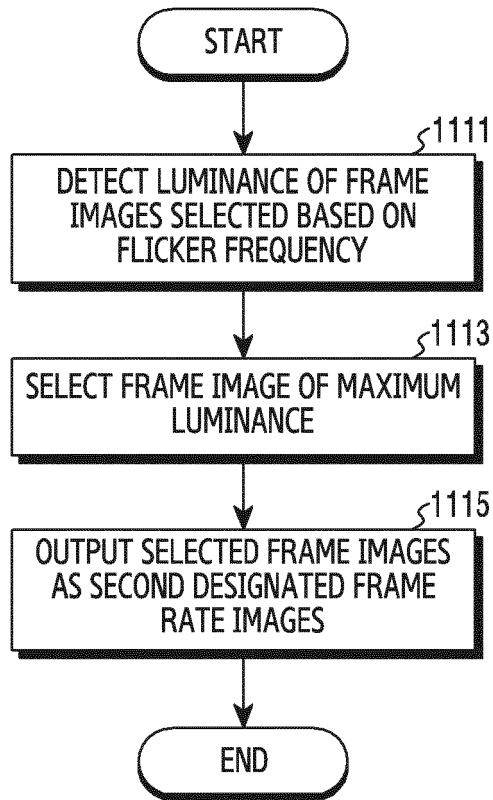 START
1111
DETECT LUMINANCE OF FRAME
IMAGES SELECTED BASED ON
FLICKER FREQUENCY
1113
SELECT FRAME IMAGE OF MAXIMUM
LUMINANCE
1115
OUTPUT SELECTED FRAME IMAGES
AS SECOND DESIGNATED FRAME
RATE IMAGES
END